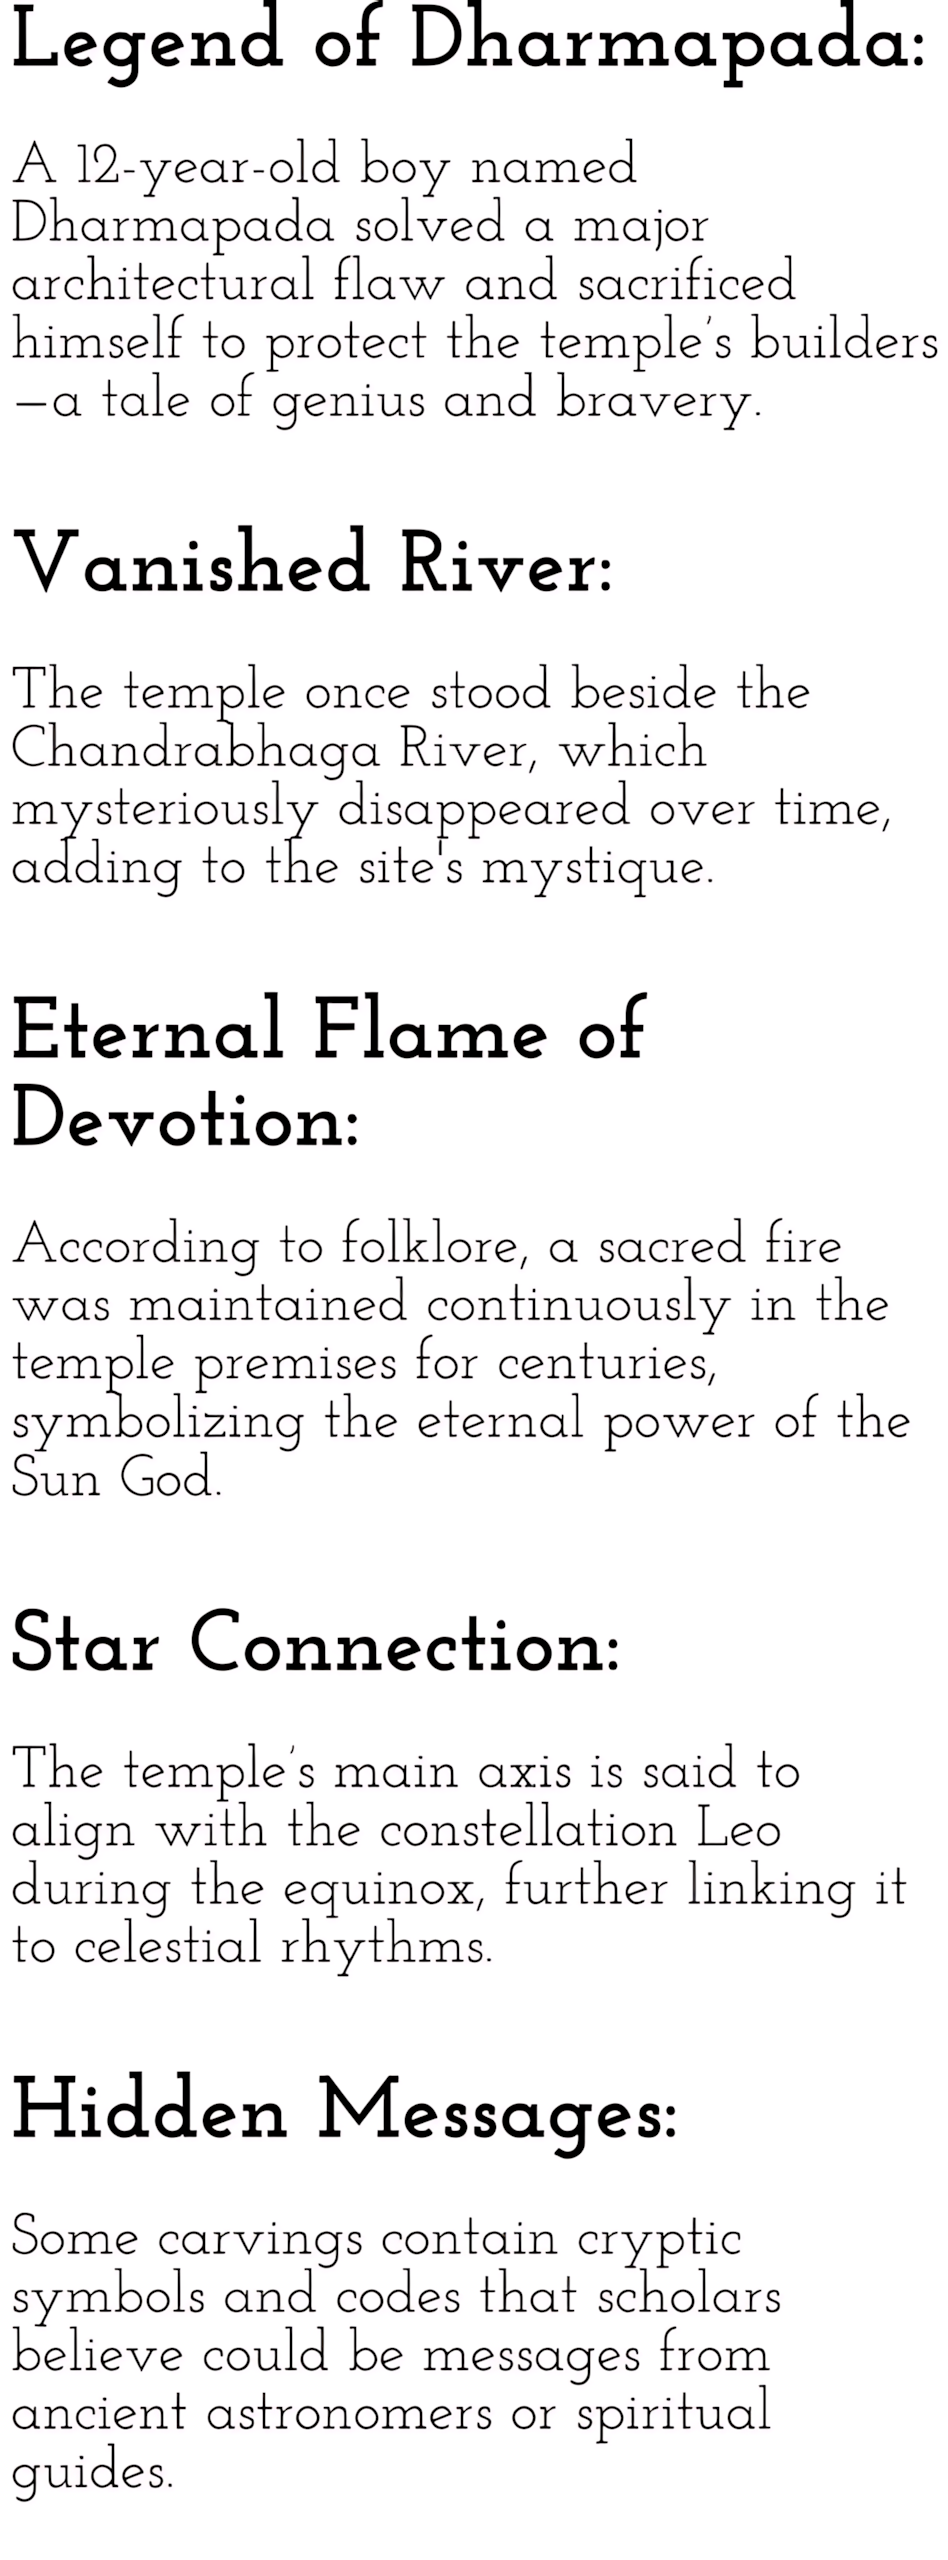 Legend of Dharmapada:
A 12-year-old boy named
Dharmapada solved a major
architectural flaw and sacrificed
himself to protect the temple’s builders
—a tale of genius and bravery.
Vanished River:
The temple once stood beside the
Chandrabhaga River, which
mysteriously disappeared over time,
adding to the site's mystique.
Eternal Flame of
Devotion:
According to folklore, a sacred fire
was maintained continuously in the
temple premises for centuries,
symbolizing the eternal power of the
Sun God.
Star Connection:
The temple’s main axis is said to
align with the constellation Leo
during the equinox, further linking it
to celestial rhythms.
Hidden Messages:
Some carvings contain cryptic
symbols and codes that scholars
believe could be messages from
ancient astronomers or spiritual
guides.